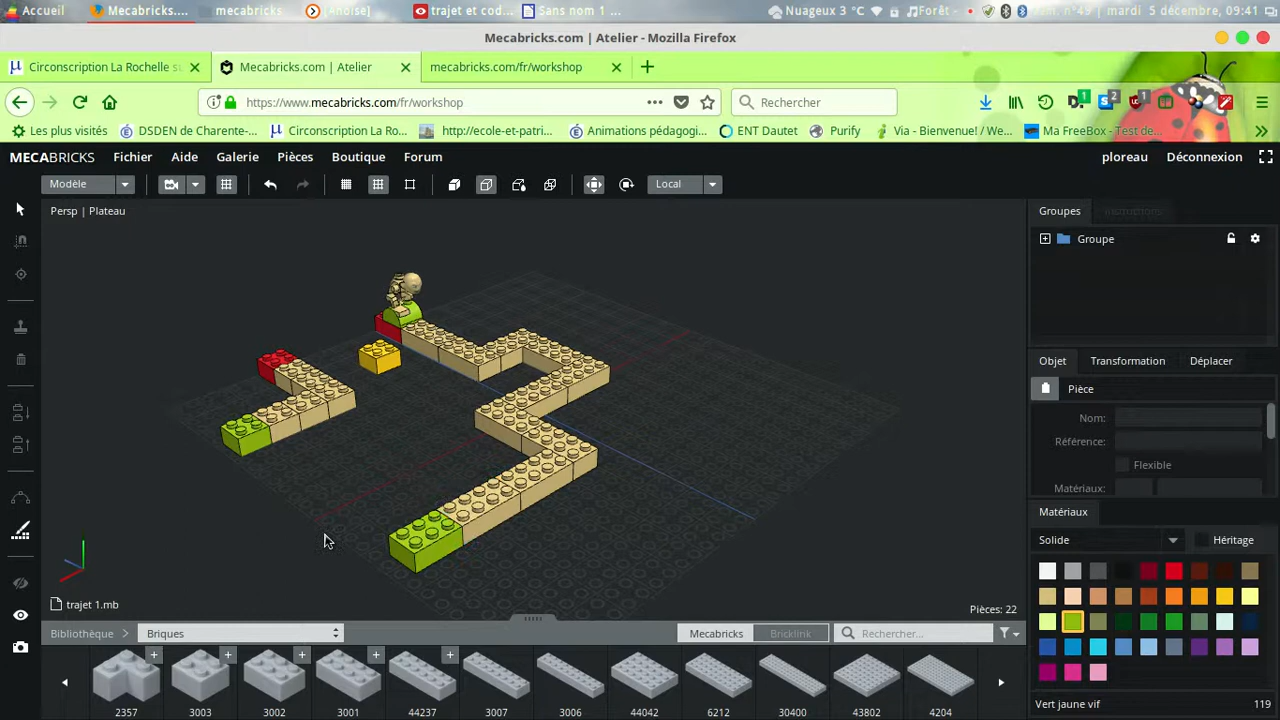 Accueil Mecabricks.... mecabricks (Anoise) trajet et cod... Sans nom 1 ... Nuageux 3 °C Forêt - mardi 5 décembre, 09:41
Mecabricks.com | Atelier - Mozilla Firefox
Circonscription La Rochelle su Mecabricks.com | Atelier mecabricks.com/fr/workshop
https://www.mecabricks.com/fr/workshop Rechercher 1 2 1
Les plus visités DSDEN de Charente-... Circonscription La Ro... http://ecole-et-patri... Animations pédagogi... ENT Dautet Purify Via - Bienvenue! / We... Ma FreeBox - Test de...
MECABRICKS Fichier Aide Galerie Pièces Boutique Forum ploreau Déconnexion
Modèle Local
Persp | Plateau Groupes Instructions
Groupe
Objet Transformation Déplacer
Pièce
Nom:
Référence:
Flexible
Matériaux:
Matériaux
Solide Héritage
trajet 1.mb Pièces: 22
Bibliothèque Briques Mecabricks Bricklink Rechercher...
2357 3003 3002 3001 44237 3007 3006 44042 6212 30400 43802 4204
Vert jaune vif 119